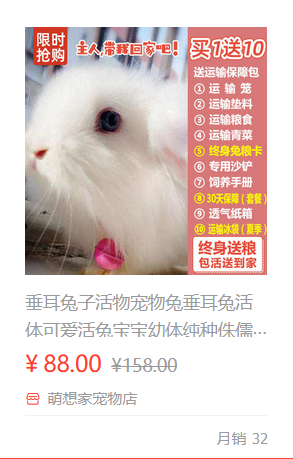 限时
抢购
主人,带我回家吧!
买1送10
送运输保障包
① 运 输 笼
② 运输垫料
③ 运输粮食
④ 运输青菜
⑤ 终身兔粮卡
⑥ 专用沙铲
⑦ 饲养手册
⑧ 30天保障(套餐)
⑨ 透气纸箱
⑩ 运输冰袋(夏季)
终身送粮
包活送到家
垂耳兔子活物宠物兔垂耳兔活
体可爱活兔宝宝幼体纯种侏儒...
¥ 88.00 ¥158.00
萌想家宠物店
月销 32